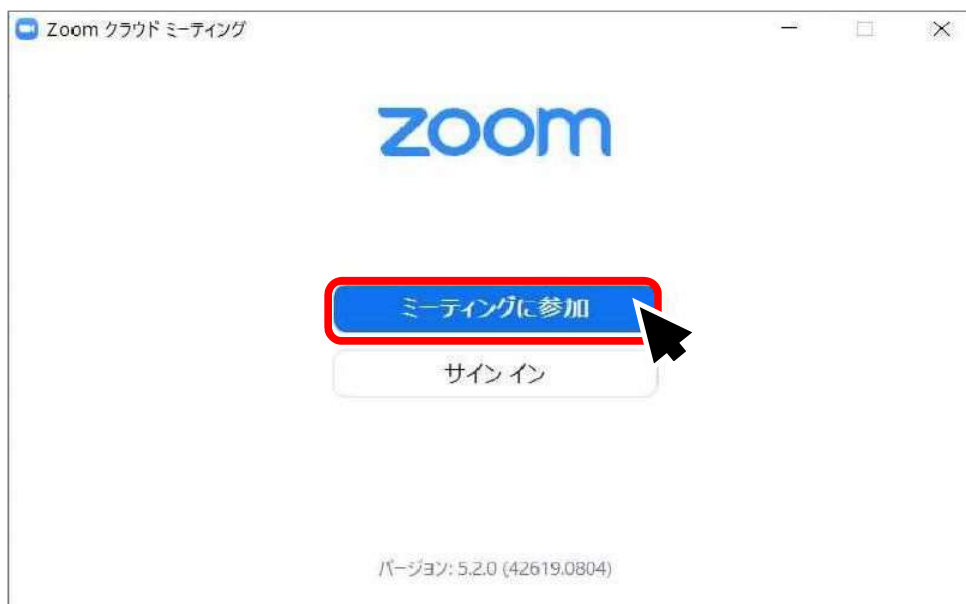 Zoom クラウド ミーティング
zoom
ミーティングに参加
サイン イン
バージョン: 5.2.0 (42619.0804)